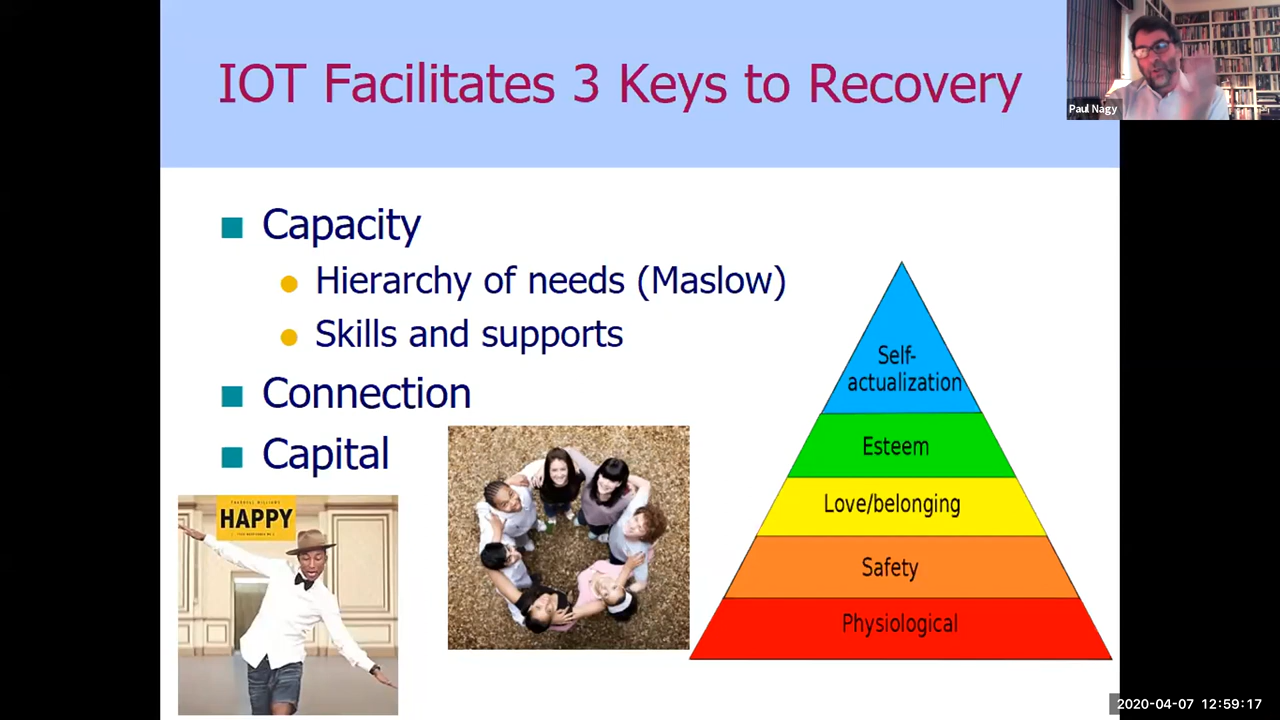 IOT Facilitates 3 Keys to Recovery
Paul Nagy
Capacity
Hierarchy of needs (Maslow)
Skills and supports
Connection
Capital
HAPPY
Self-
actualization
Esteem
Love/belonging
Safety
Physiological
2020-04-07 12:59:17